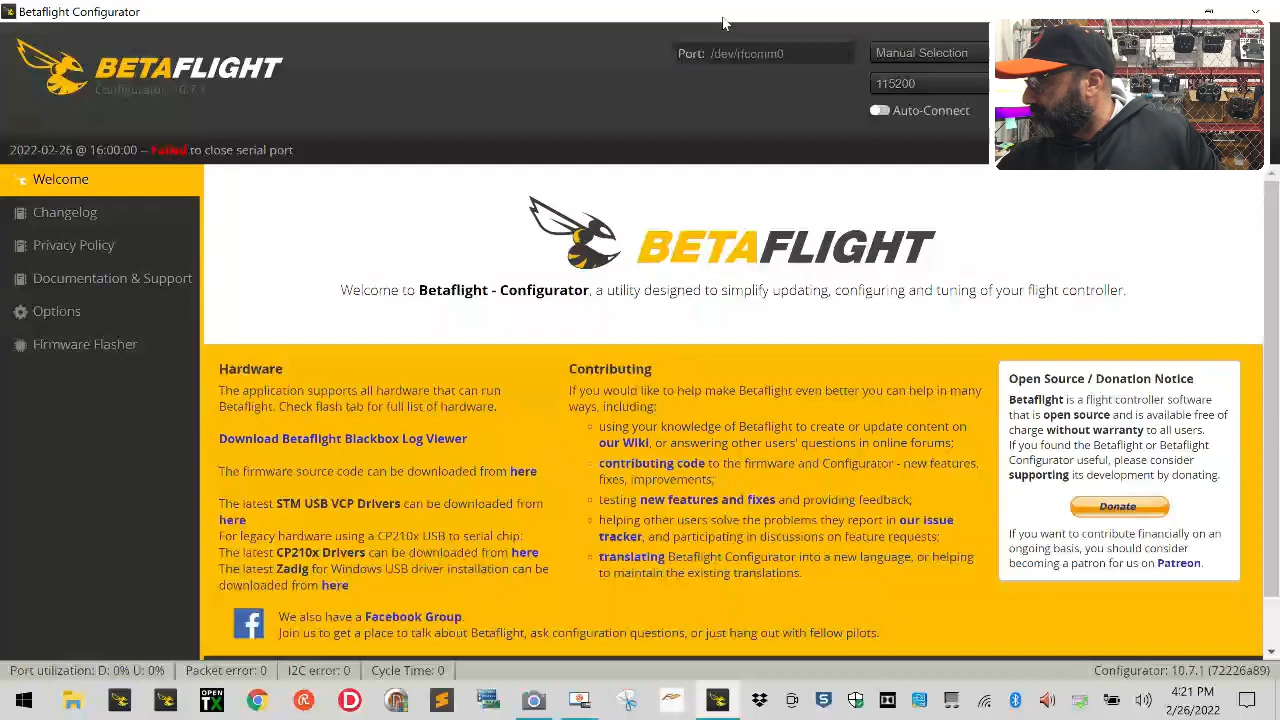 Betaflight Configurator
BETAFLIGHT
Configurator 0.7.1
Port: /dev/rfcomm0
Manual Selection
115200
Auto-Connect
2022-02-26 @ 16:00:00 -- Failed to close serial port
Welcome
Changelog
Privacy Policy
Documentation & Support
Options
Firmware Flasher
BETAFLIGHT
Welcome to Betaflight - Configurator, a utility designed to simplify updating, configuring and tuning of your flight controller.
Hardware
The application supports all hardware that can run
Betaflight. Check flash tab for full list of hardware.
Download Betaflight Blackbox Log Viewer
The firmware source code can be downloaded from here
The latest STM USB VCP Drivers can be downloaded from
here
For legacy hardware using a CP210x USB to serial chip:
The latest CP210x Drivers can be downloaded from here
The latest Zadig for Windows USB driver installation can be
downloaded from here
Contributing
If you would like to help make Betaflight even better you can help in many
ways, including:
using your knowledge of Betaflight to create or update content on
our Wiki, or answering other users' questions in online forums;
contributing code to the firmware and Configurator - new features,
fixes, improvements;
testing new features and fixes and providing feedback;
helping other users solve the problems they report in our issue
tracker, and participating in discussions on feature requests;
translating Betaflight Configurator into a new language, or helping
to maintain the existing translations.
Open Source / Donation Notice
Betaflight is a flight controller software
that is open source and is available free of
charge without warranty to all users.
If you found the Betaflight or Betaflight
Configurator useful, please consider
supporting its development by donating.
Donate
If you want to contribute financially on an
ongoing basis, you should consider
becoming a patron for us on Patreon.
We also have a Facebook Group.
Join us to get a place to talk about Betaflight, ask configuration questions, or just hang out with fellow pilots.
Port utilization: D: 0% U: 0%
Packet error: 0
I2C error: 0
Cycle Time: 0
Configurator: 10.7.1 (72226a89)
OPEN
TX
4:21 PM
2/26/2022